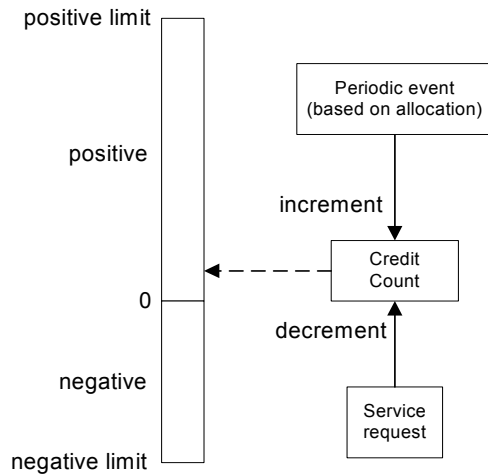 positive limit
Periodic event
(based on allocation)
positive
increment
Credit
Count
0
decrement
negative
Service
request
negative limit